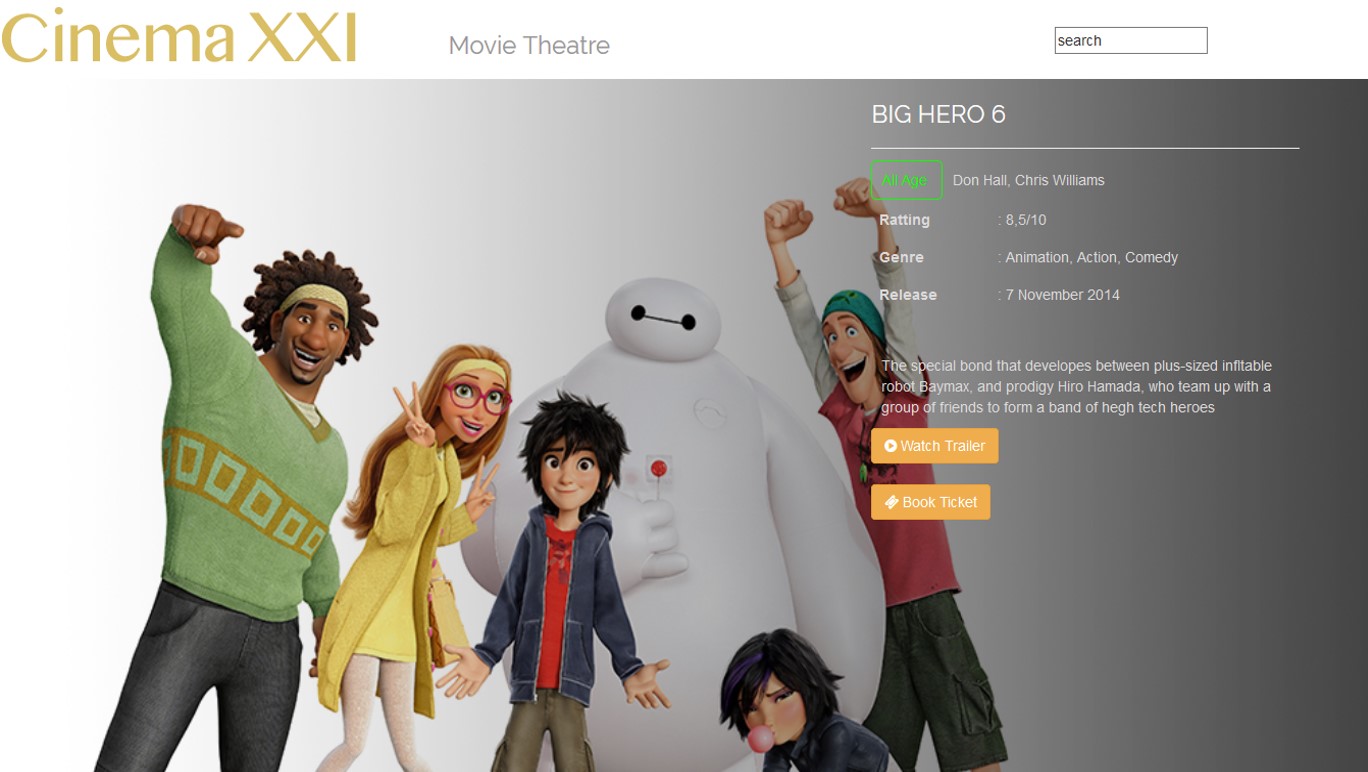 Cinema XXI
Movie Theatre
search
BIG HERO 6
All Age Don Hall, Chris Williams
Ratting : 8,5/10
Genre : Animation, Action, Comedy
Release : 7 November 2014
The special bond that developes between plus-sized infltable
robot Baymax, and prodigy Hiro Hamada, who team up with a
group of friends to form a band of hegh tech heroes
Watch Trailer
Book Ticket